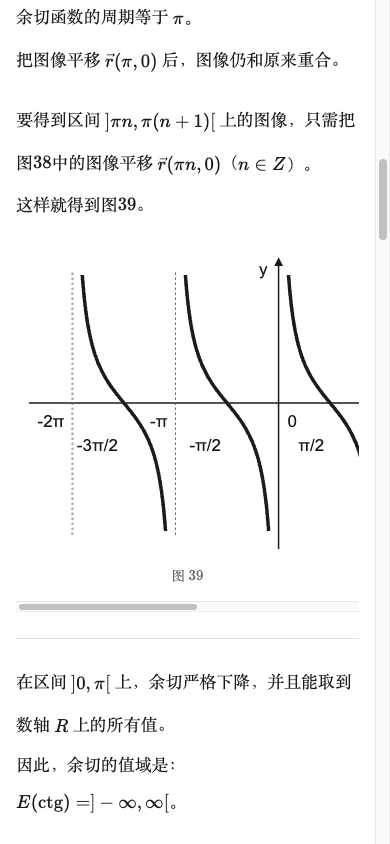 余切函数的周期等于 π。
把图像平移 r⃗(π, 0) 后，图像仍和原来重合。
要得到区间 ]πn, π(n + 1)[ 上的图像，只需把
图38中的图像平移 r⃗(πn, 0)（n ∈ Z）。
这样就得到图39。
y
-2π
-π
0
-3π/2
-π/2
π/2
图 39
在区间 ]0, π[ 上，余切严格下降，并且能取到
数轴 R 上的所有值。
因此，余切的值域是：
E(ctg) =] − ∞, ∞[。